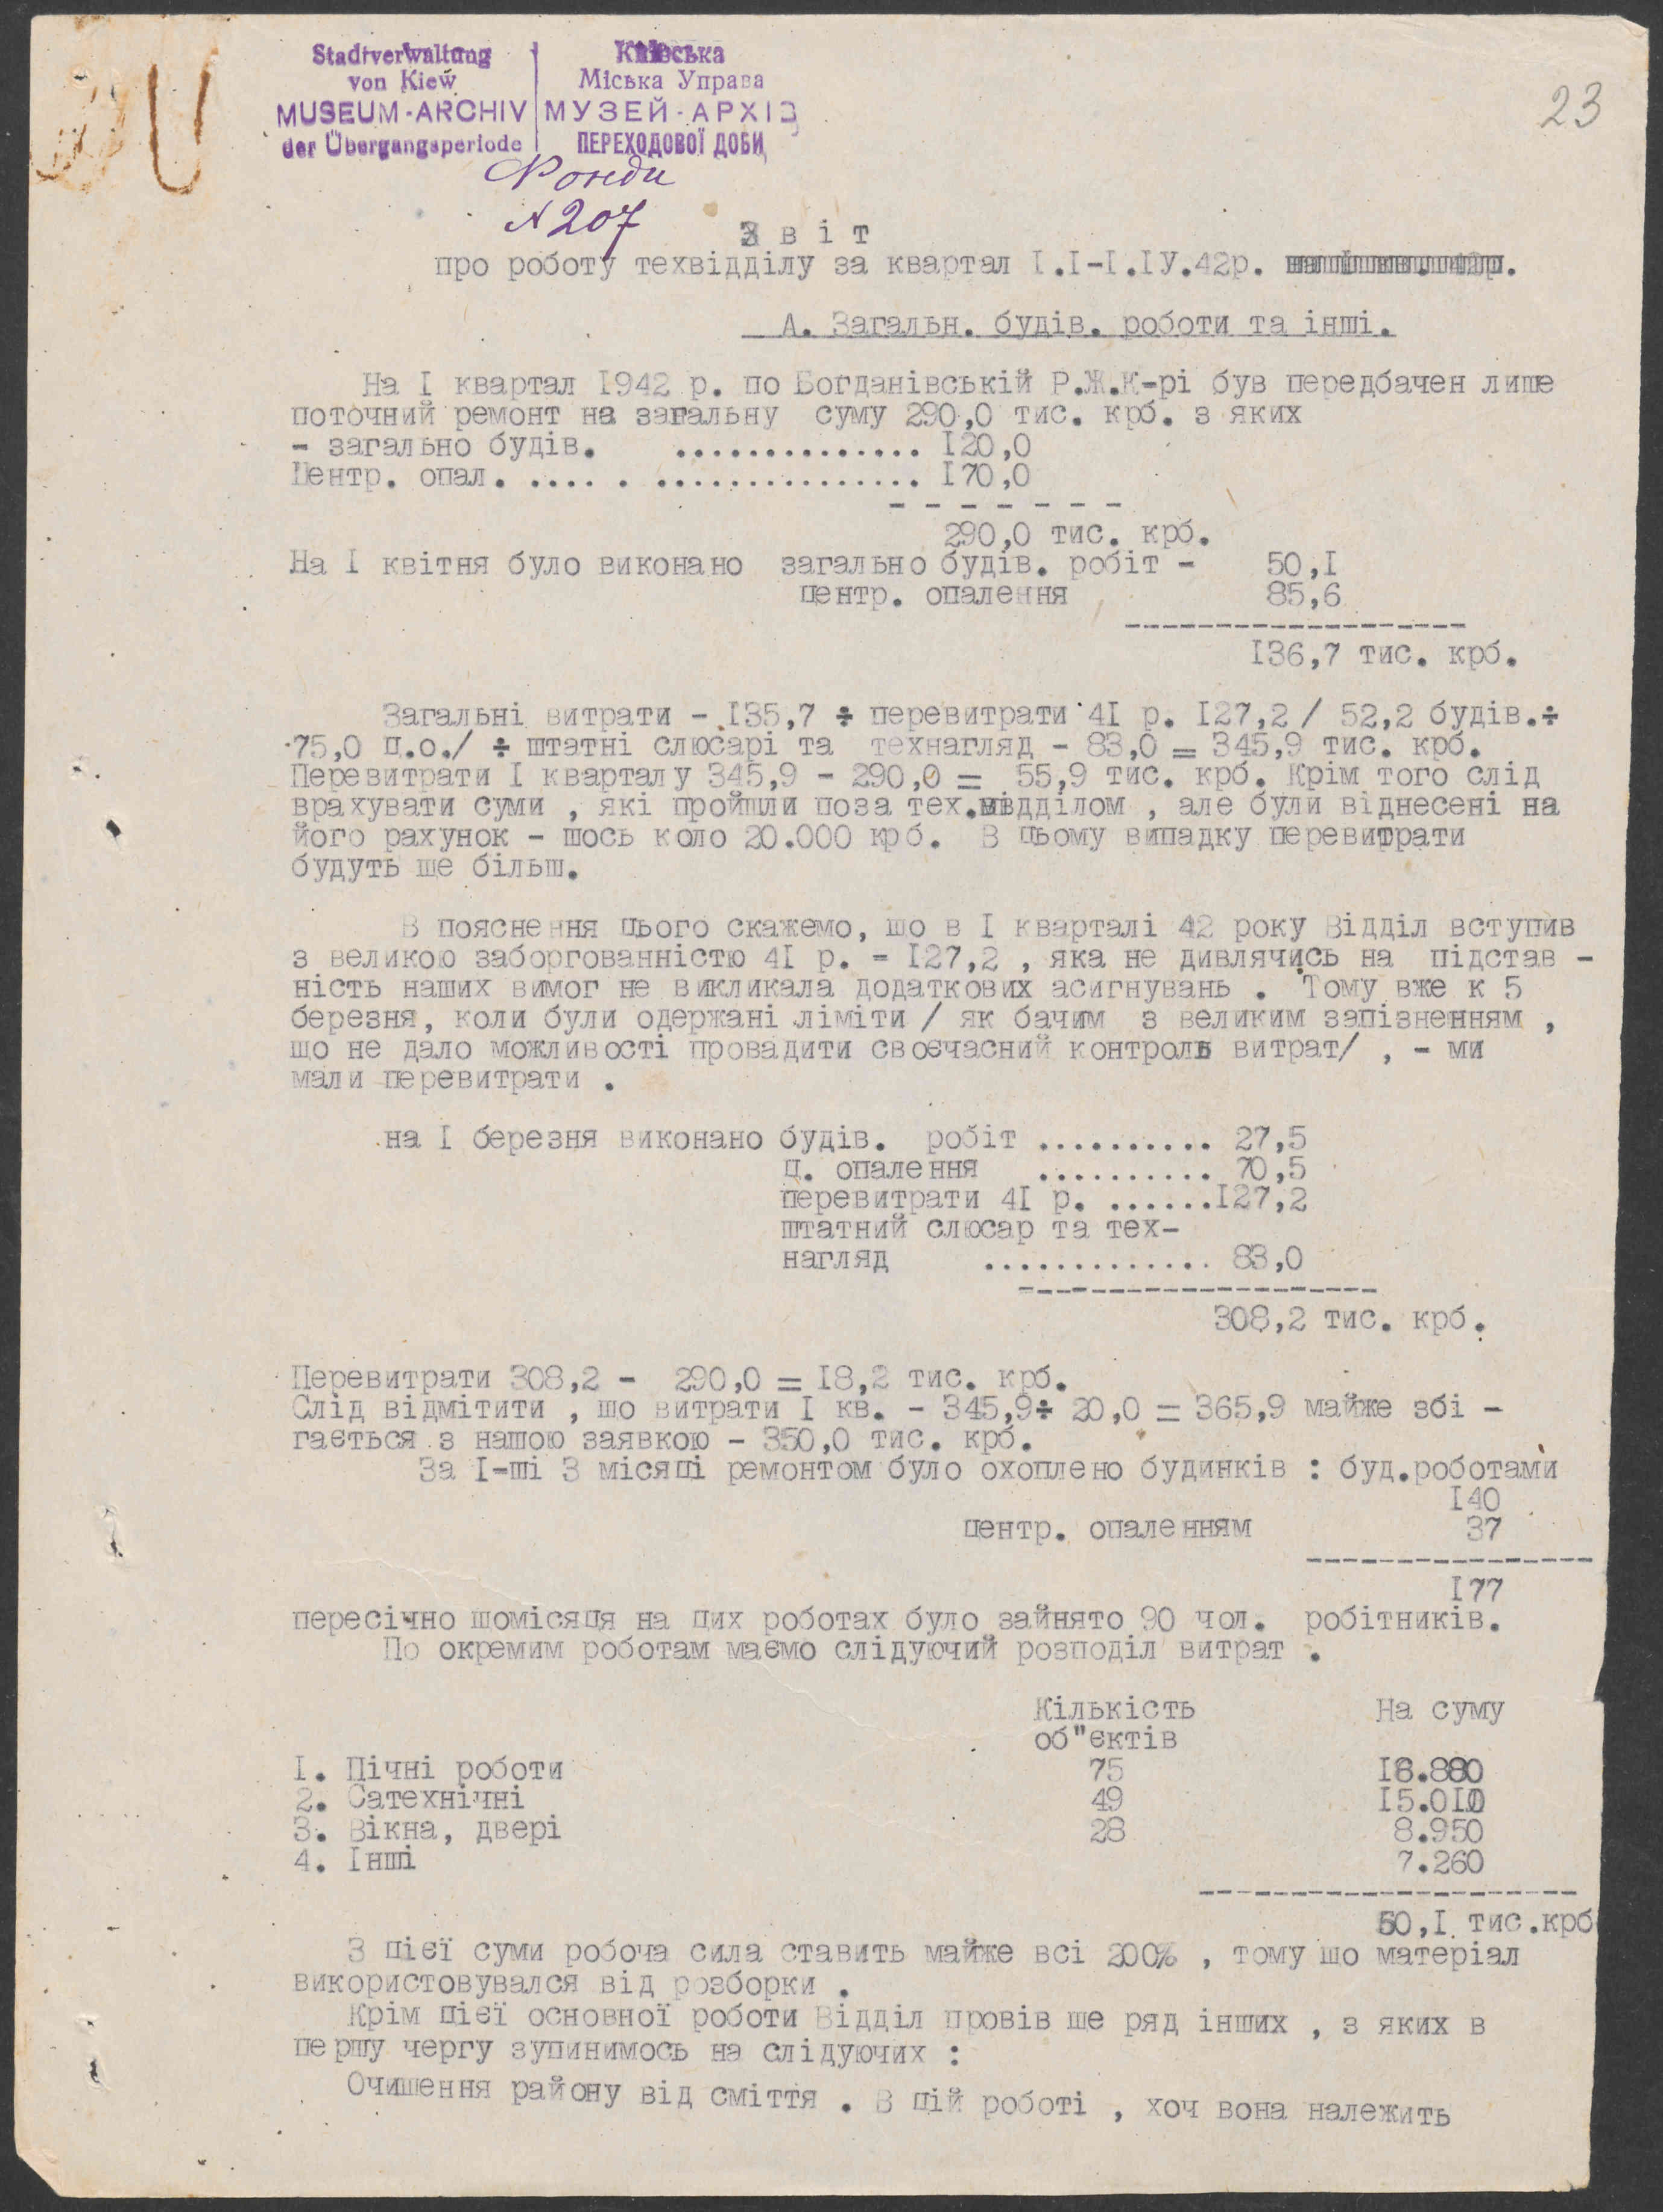 Stadtverwaltung
von Kiew
MUSEUM-ARCHIV
der Übergangsperiode
Київська
Міська Управа
МУЗЕЙ-АРХІВ
ПЕРЕХОДОВОЇ ДОБИ
Фонди
N 207
23
Звіт
про роботу техвідділу за квартал I.I-I.IУ.42р.
А. Загальн. будів. роботи та інші.
На I квартал I942 р. по Богданівській Р.Ж.К-рі був передбачен лише
поточний ремонт на загальну суму 290,0 тис. крб. з яких
- загально будів. .............. I20,0
Центр. опал. .... . ............... I70,0
- - - - - - -
290,0 тис. крб.
На I квітня було виконано загально будів. робіт - 50,I
центр. опалення 85,6
-------------------
I36,7 тис. крб.
Загальні витрати - I35,7 ÷ перевитрати 4I р. I27,2 / 52,2 будів.÷
75,0 ц.о./ ÷ штатні слюсарі та технагляд - 83,0 = 345,9 тис. крб.
Перевитрати I кварталу 345,9 - 290,0 = 55,9 тис. крб. Крім того слід
врахувати суми , які пройшли поза тех.відділом , але були віднесені на
його рахунок - щось коло 20.000 крб. В цьому випадку перевитрати
будуть ще більш.
В пояснення цього скажемо, що в I кварталі 42 року Відділ вступив
з великою заборгованністю 4I р. - I27,2 , яка не дивлячись на підстав -
ність наших вимог не викликала додаткових асигнувань . Тому вже к 5
березня, коли були одержані ліміти / як бачим з великим запізненням ,
що не дало можливості провадити своєчасний контроль витрат/ , - ми
мали перевитрати .
на I березня виконано будів. робіт .......... 27,5
ц. опалення .......... 70,5
перевитрати 4I р. ......I27,2
штатний слюсар та тех-
нагляд ............. 83,0
--------------------
308,2 тис. крб.
Перевитрати 308,2 - 290,0 = I8,2 тис. крб.
Слід відмітити , що витрати I кв. - 345,9÷ 20,0 = 365,9 майже збі -
гається з нашою заявкою - 350,0 тис. крб.
За I-ші 3 місяці ремонтом було охоплено будинків : буд.роботами
I40
центр. опаленням 37
----------------
I77
пересічно щомісяця на цих роботах було зайнято 90 чол. робітників.
По окремим роботам маємо слідуючий розподіл витрат .
Кількість На суму
об"єктів
I. Пічні роботи 75 I8.880
2. Сатехнічні 49 I5.0I0
3. Вікна, двері 28 8.950
4. Інші 7.260
---------------------
50,I тис.крб
З цієї суми робоча сила ставить майже всі 200% , тому що матеріал
використовувался від розборки .
Крім цієї основної роботи Відділ провів ще ряд інших , з яких в
першу чергу зупинимось на слідуючих :
Очищення району від сміття . В цій роботі , хоч вона належить